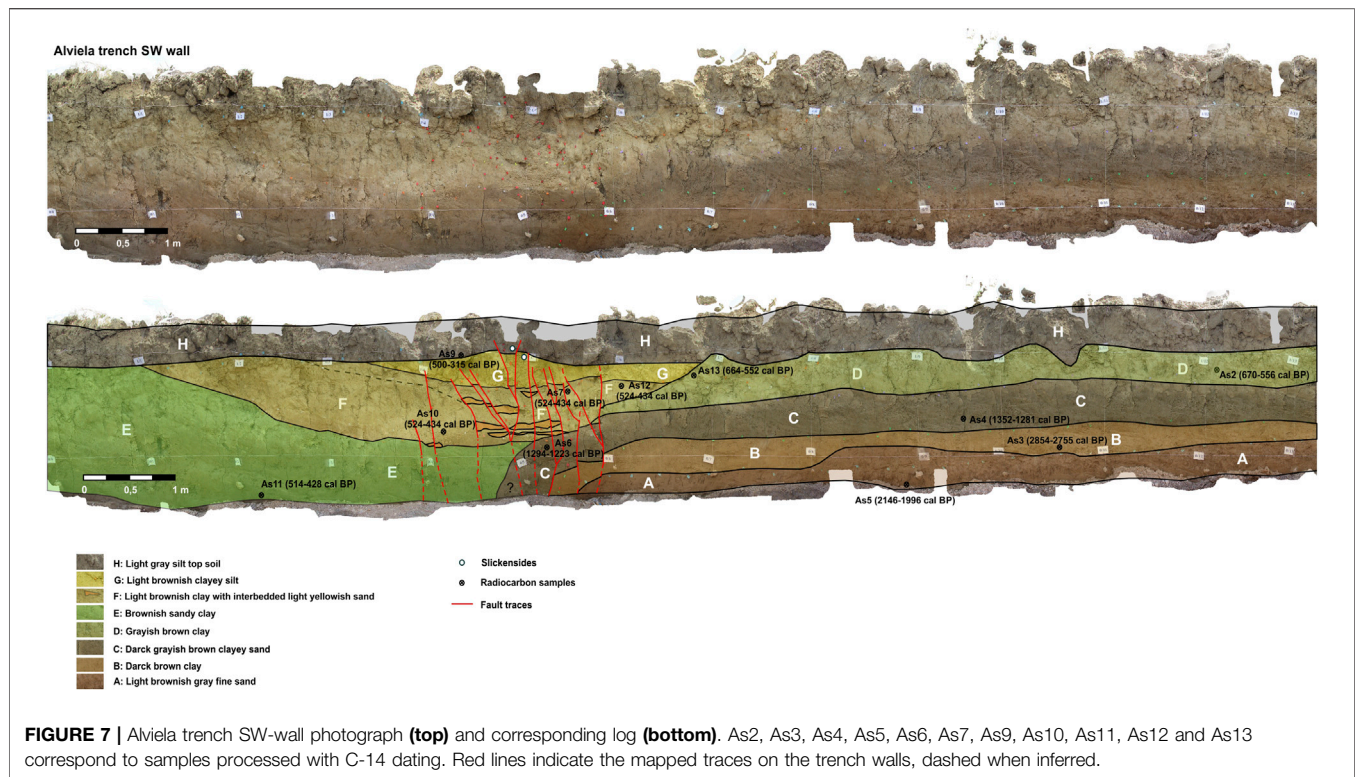 Alviela trench SW wall
0 0,5 1 m
H
H
As9
(500-315 cal BP)
G
G
As13 (664-552 cal BP)
As12
(524-434 cal BP)
F
D
D
As2 (670-556 cal BP)
As7
(524-434 cal BP)
F
F
As10
(524-434 cal BP)
E
C
C
As4 (1352-1281 cal BP)
As6
(1294-1223 cal BP)
As3 (2854-2755 cal BP)
B
B
E
C
A
A
?
0 0,5 1 m
As11 (514-428 cal BP)
As5 (2146-1996 cal BP)
H: Light gray silt top soil
G: Light brownish clayey silt
F: Light brownish clay with interbedded light yellowish sand
E: Brownish sandy clay
D: Grayish brown clay
C: Darck grayish brown clayey sand
B: Darck brown clay
A: Light brownish gray fine sand
Slickensides
Radiocarbon samples
Fault traces
FIGURE 7 | Alviela trench SW-wall photograph (top) and corresponding log (bottom). As2, As3, As4, As5, As6, As7, As9, As10, As11, As12 and As13
correspond to samples processed with C-14 dating. Red lines indicate the mapped traces on the trench walls, dashed when inferred.